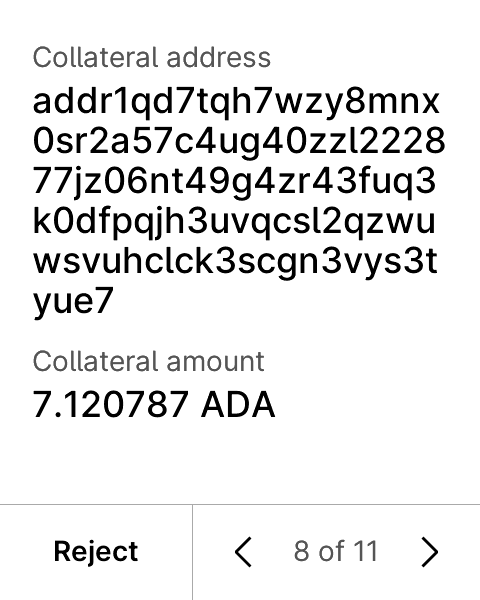 Collateral address
addr1qd7tqh7wzy8mnx
0sr2a57c4ug40zzl2228
77jz06nt49g4zr43fuq3
k0dfpqjh3uvqcsl2qzwu
wsvuhclck3scgn3vys3t
yue7
Collateral amount
7.120787 ADA
Reject
8 of 11